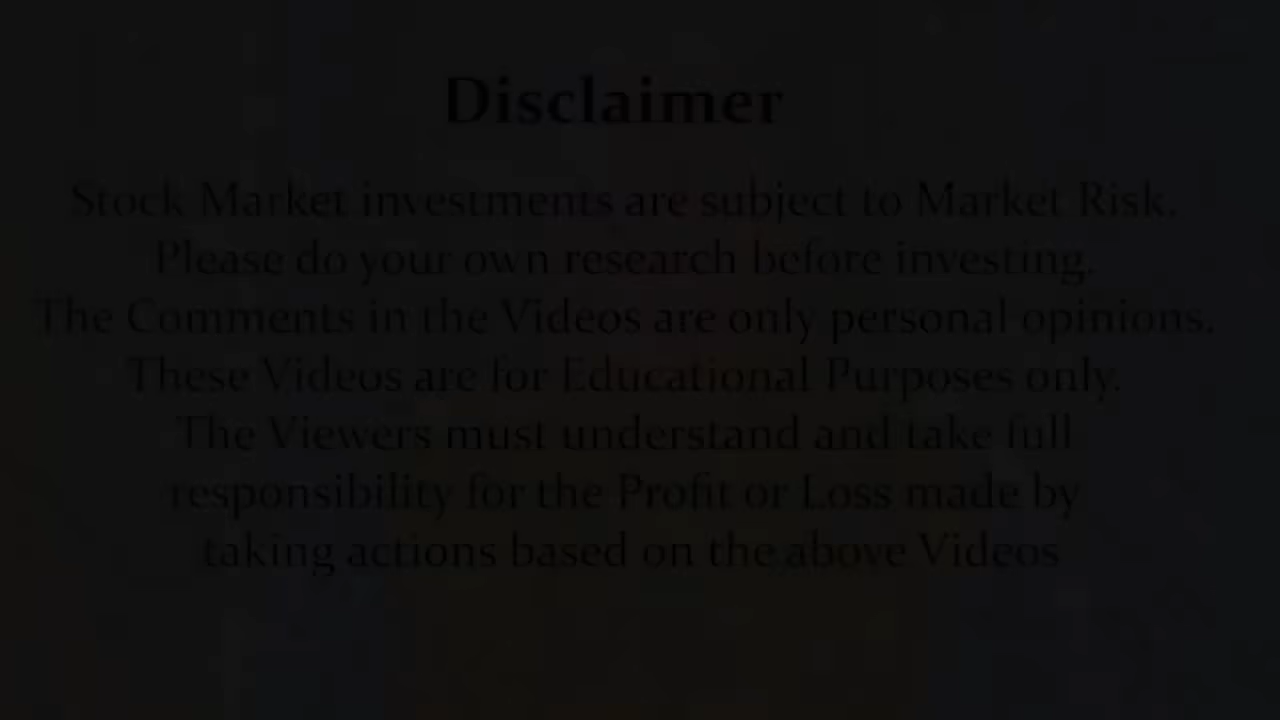 Disclaimer
Stock Market investments are subject to Market Risk.
Please do your own research before investing.
The Comments in the Videos are only personal opinions.
These Videos are for Educational Purposes only.
The Viewers must understand and take full
responsibility for the Profit or Loss made by
taking actions based on the above Videos